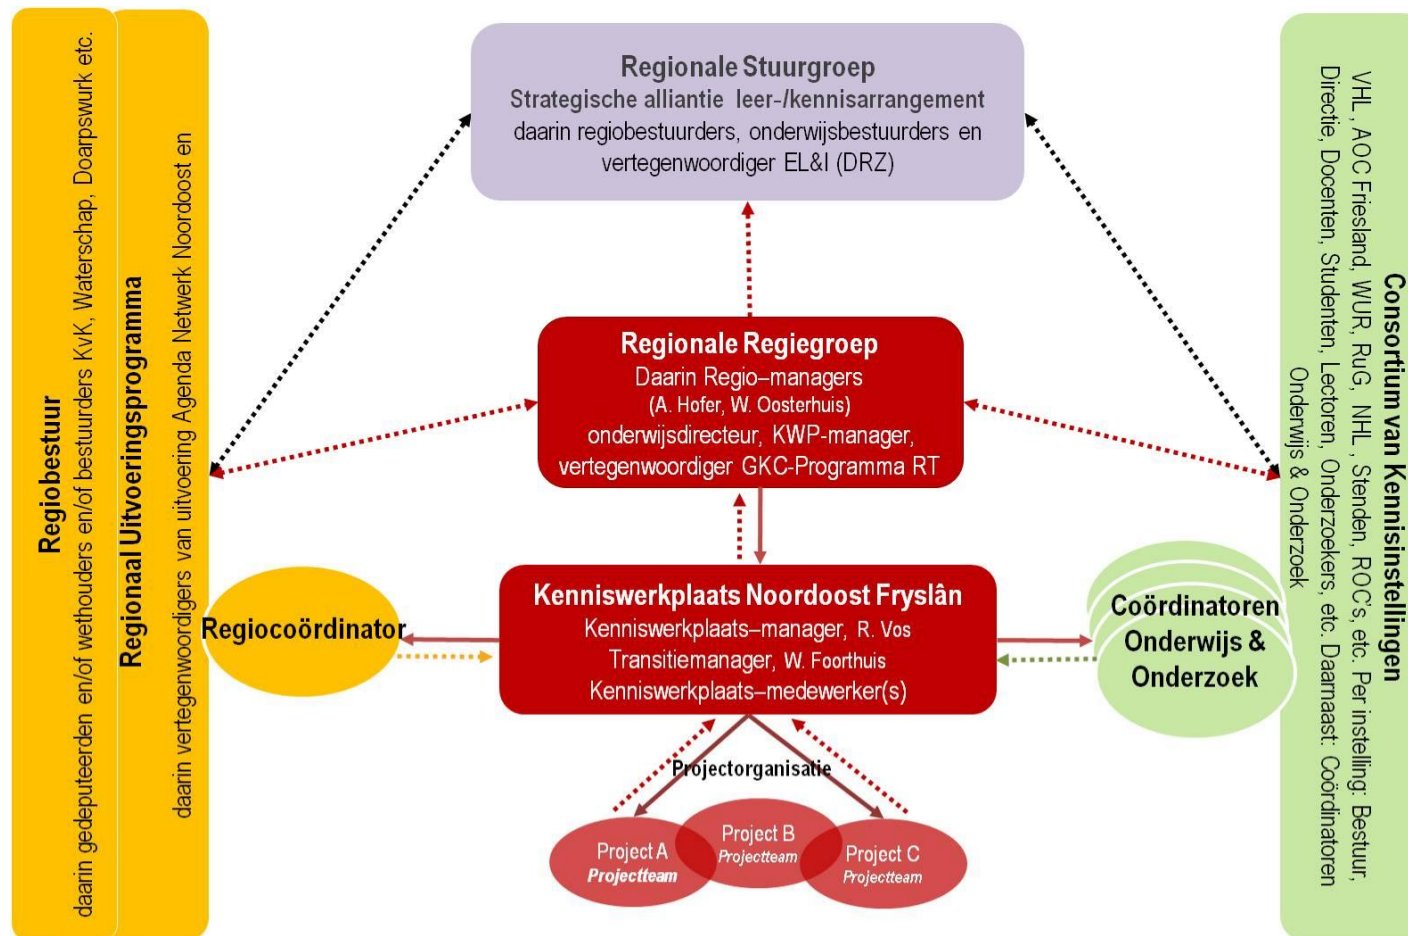 Regiobestuur
daarin gedeputeerden en/of wethouders en/of bestuurders KvK, Waterschap, Doarpswurk etc.
Regionaal Uitvoeringsprogramma
daarin vertegenwoordigers van uitvoering Agenda Netwerk Noordoost en
Regionale Stuurgroep
Strategische alliantie leer-/kennisarrangement
daarin regiobestuurders, onderwijsbestuurders en
vertegenwoordiger EL&I (DRZ)
Regionale Regiegroep
Daarin Regio–managers
(A. Hofer, W. Oosterhuis)
onderwijsdirecteur, KWP-manager,
vertegenwoordiger GKC-Programma RT
Regiocoördinator
Kenniswerkplaats Noordoost Fryslân
Kenniswerkplaats–manager, R. Vos
Transitiemanager, W. Foorthuis
Kenniswerkplaats–medewerker(s)
Coördinatoren
Onderwijs &
Onderzoek
Projectorganisatie
Project A
Projectteam
Project B
Projectteam
Project C
Projectteam
Consortium van Kennisinstellingen
VHL, AOC Friesland, WUR, RuG, NHL, Stenden, ROC's, etc. Per instelling: Bestuur,
Directie, Docenten, Studenten, Lectoren, Onderzoekers, etc. Daarnaast: Coördinatoren
Onderwijs & Onderzoek